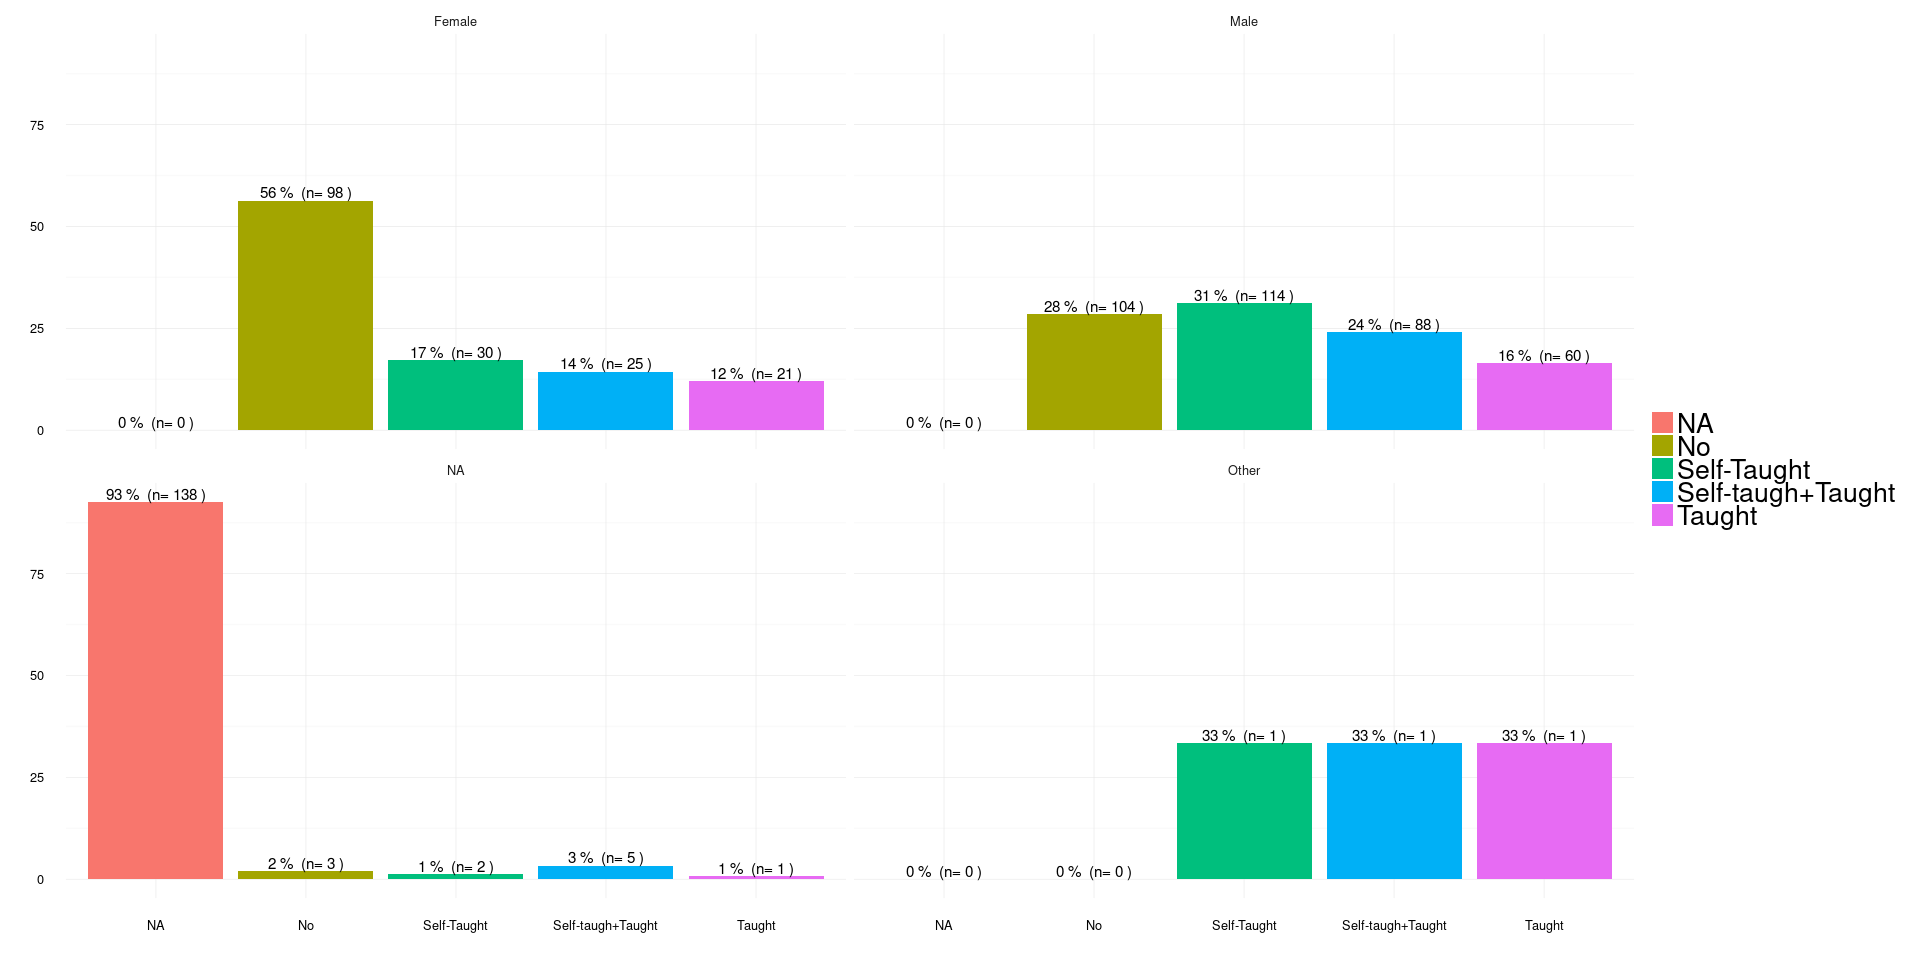 Female
Male
75
50
25
0
0 % (n= 0 )
56 % (n= 98 )
17 % (n= 30 )
14 % (n= 25 )
12 % (n= 21 )
0 % (n= 0 )
28 % (n= 104 )
31 % (n= 114 )
24 % (n= 88 )
16 % (n= 60 )
NA
Other
75
50
25
0
93 % (n= 138 )
2 % (n= 3 )
1 % (n= 2 )
3 % (n= 5 )
1 % (n= 1 )
0 % (n= 0 )
0 % (n= 0 )
33 % (n= 1 )
33 % (n= 1 )
33 % (n= 1 )
NA
No
Self-Taught
Self-taugh+Taught
Taught
NA
No
Self-Taught
Self-taugh+Taught
Taught
NA
No
Self-Taught
Self-taugh+Taught
Taught